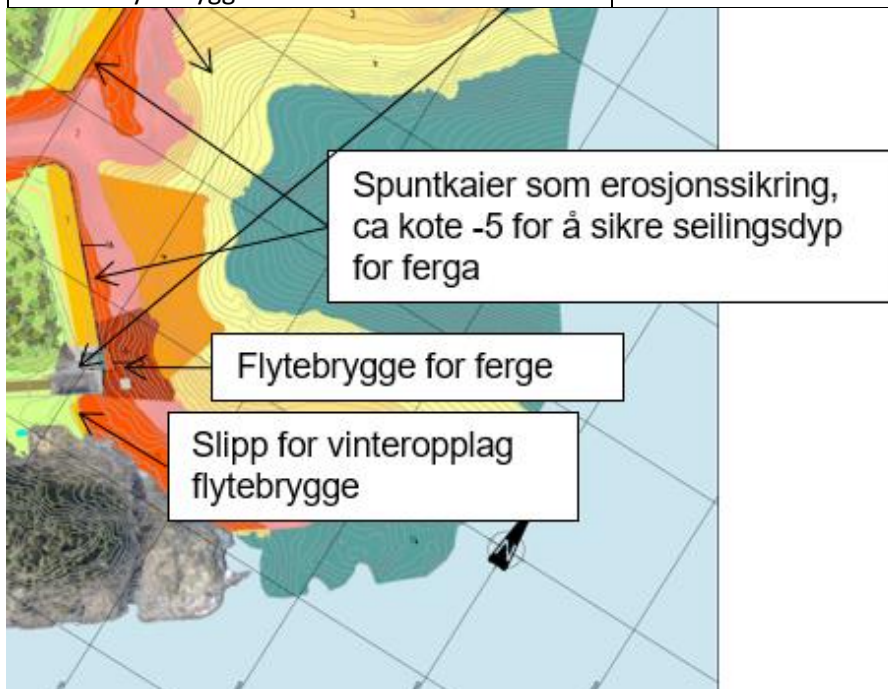 Spuntkaier som erosjonssikring,
ca kote -5 for å sikre seilingsdyp
for ferga
Flytebrygge for ferge
Slipp for vinteropplag
flytebrygge
N